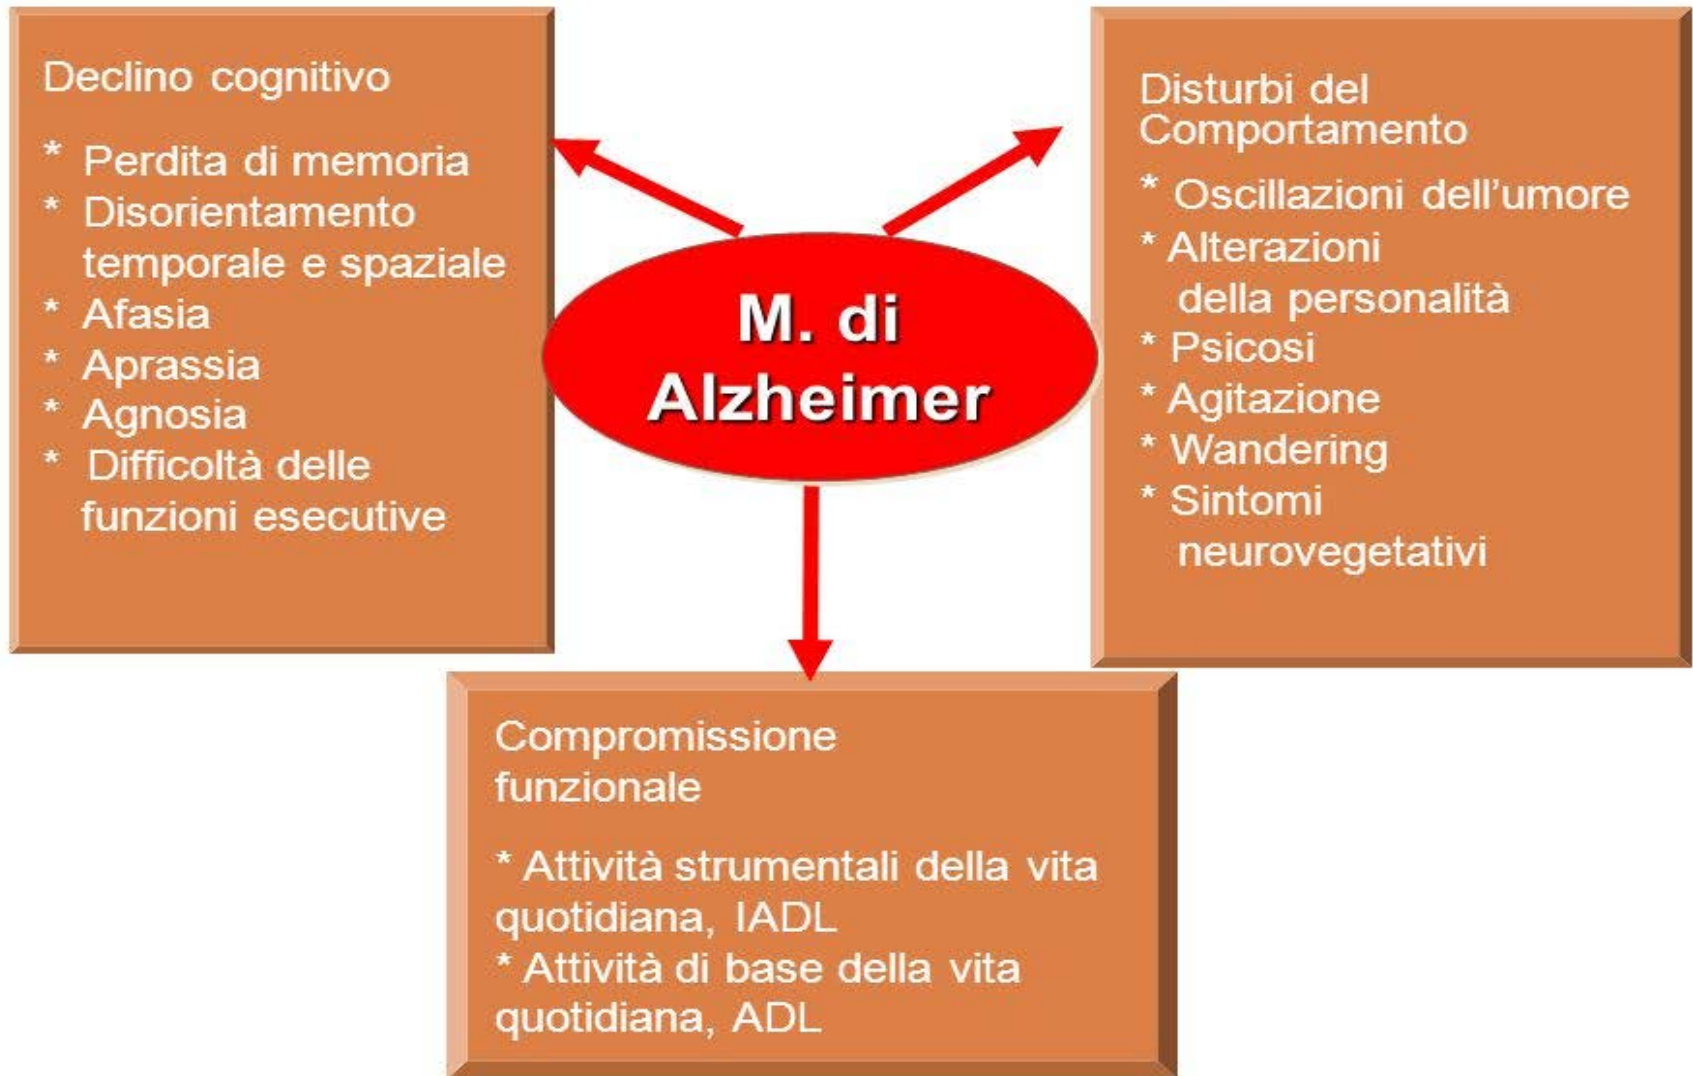 Declino cognitivo
* Perdita di memoria
* Disorientamento
temporale e spaziale
* Afasia
* Aprassia
* Agnosia
* Difficoltà delle
funzioni esecutive
M. di
Alzheimer
Disturbi del
Comportamento
* Oscillazioni dell’umore
* Alterazioni
della personalità
* Psicosi
* Agitazione
* Wandering
* Sintomi
neurovegetativi
Compromissione
funzionale
* Attività strumentali della vita
quotidiana, IADL
* Attività di base della vita
quotidiana, ADL